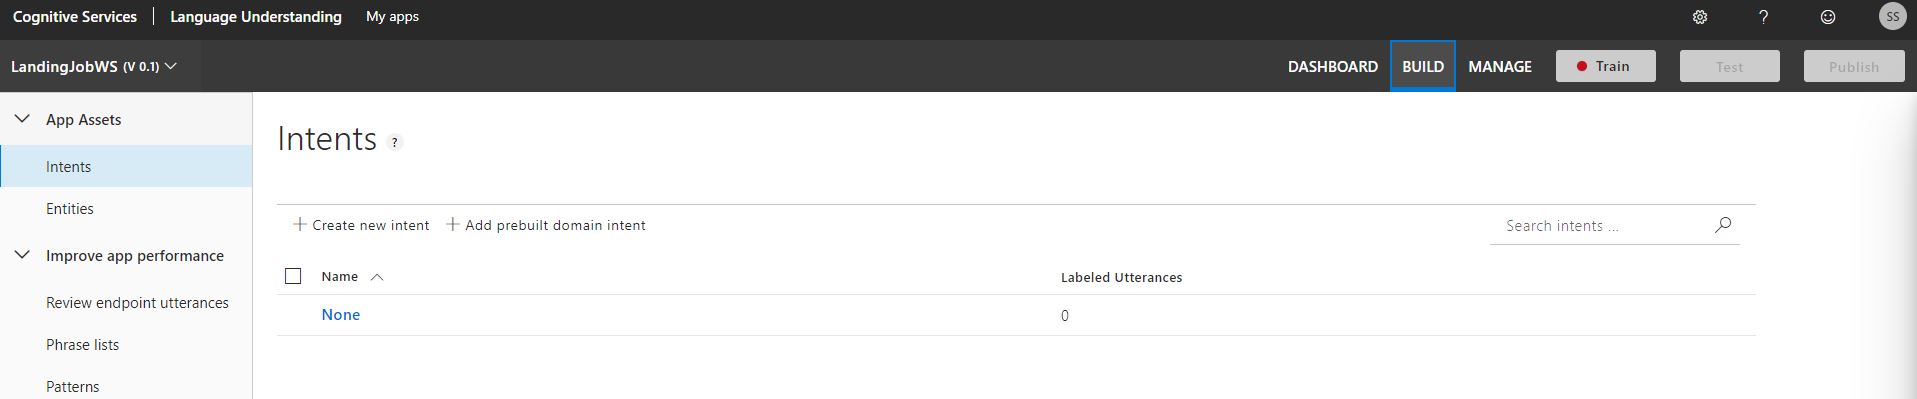 Cognitive Services | Language Understanding My apps ? SS
LandingJobWS (V 0.1) DASHBOARD BUILD MANAGE Train Test Publish
App Assets
Intents
Entities
Improve app performance
Review endpoint utterances
Phrase lists
Patterns
Intents ?
+ Create new intent + Add prebuilt domain intent Search intents ...
Name Labeled Utterances
None 0